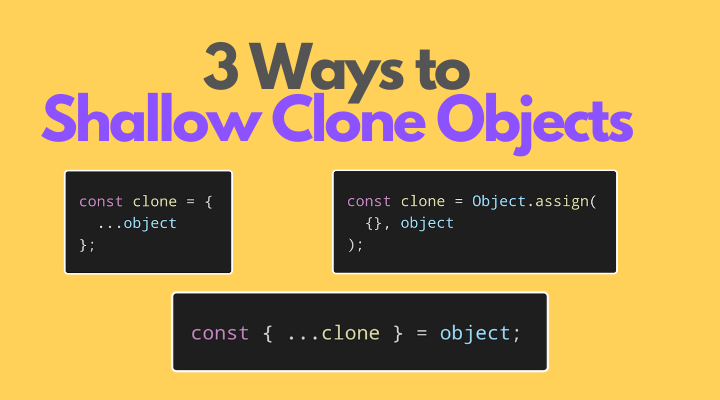 3 Ways to
Shallow Clone Objects
const clone = {
  ...object
};
const clone = Object.assign(
  {}, object
);
const { ...clone } = object;